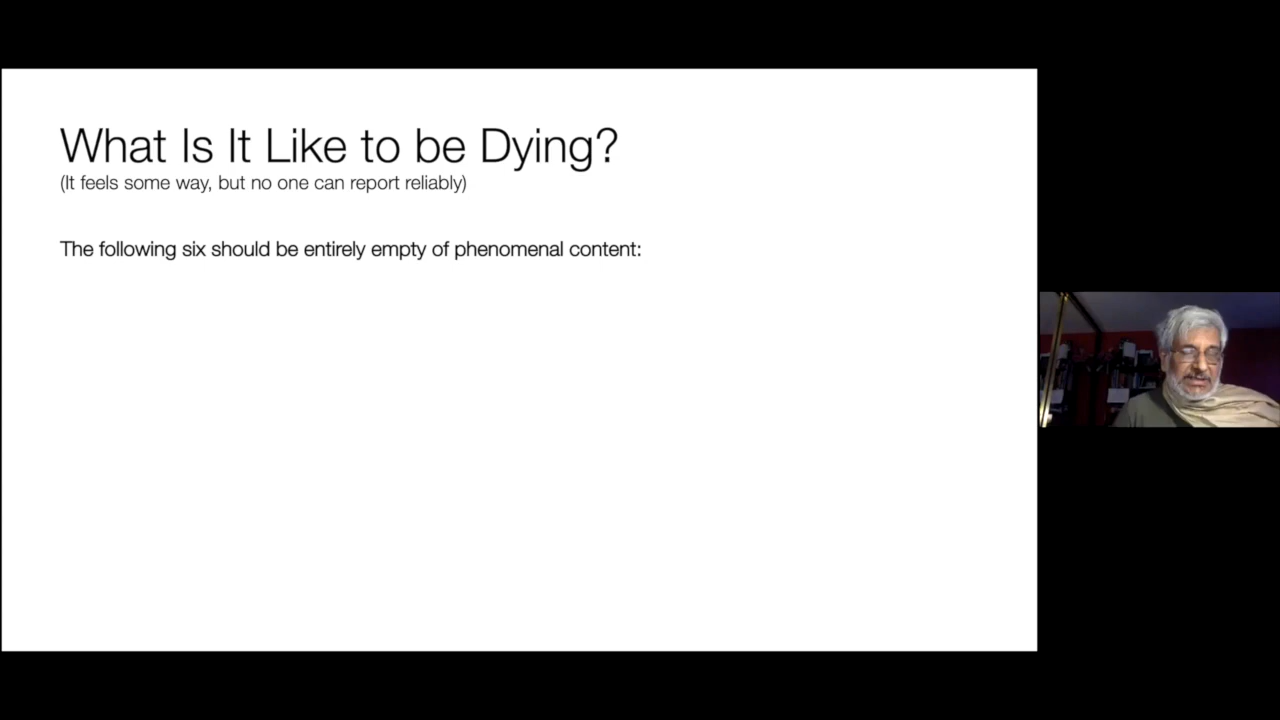 What Is It Like to be Dying?
(It feels some way, but no one can report reliably)
The following six should be entirely empty of phenomenal content: